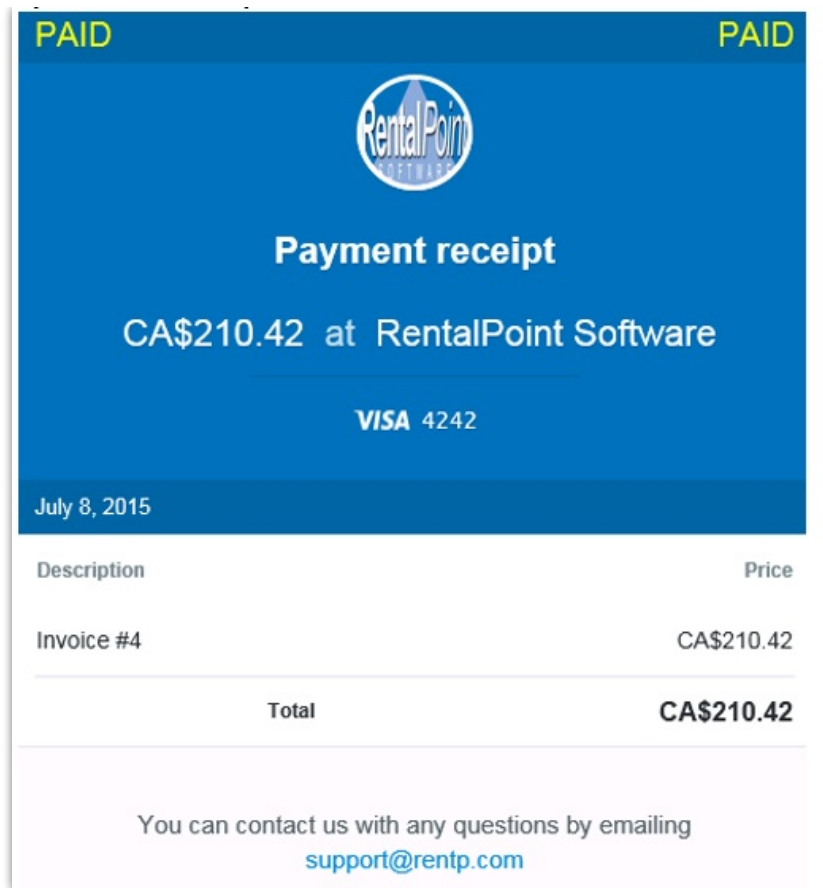 PAID PAID
RentalPoint
SOFTWARE
Payment receipt
CA$210.42 at RentalPoint Software
VISA 4242
July 8, 2015
Description Price
Invoice #4 CA$210.42
Total CA$210.42
You can contact us with any questions by emailing
support@rentp.com